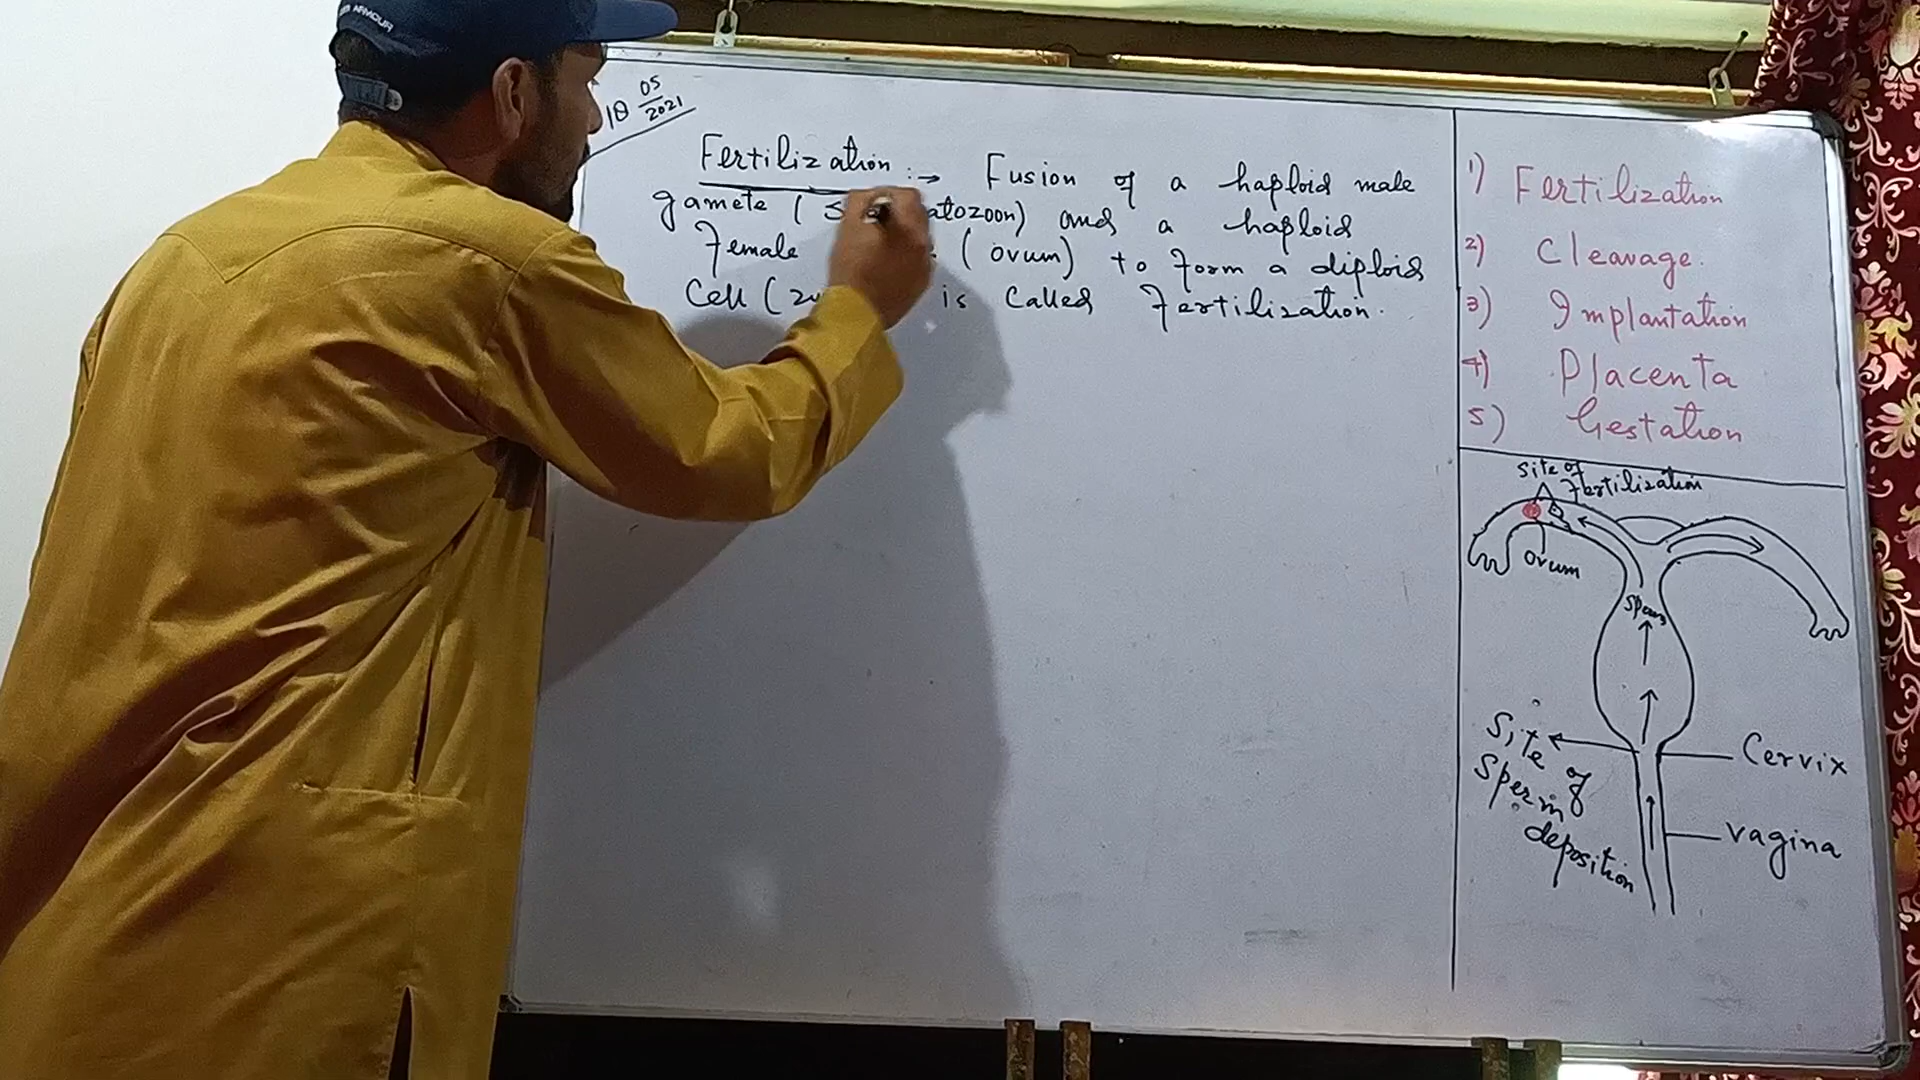 ARMOUR
18 05/2021
Fertilization :→ Fusion of a haploid male
gamete ( atozoon) and a haploid
Female ( ovum) to form a diploid
Cell ( is called Fertilization.
1) Fertilization
2) Cleavage.
3) Implantation
4) Placenta
5) Gestation
Site of
Fertilization
Ovum
Sperm
Site of
Sperm
deposition
Cervix
Vagina